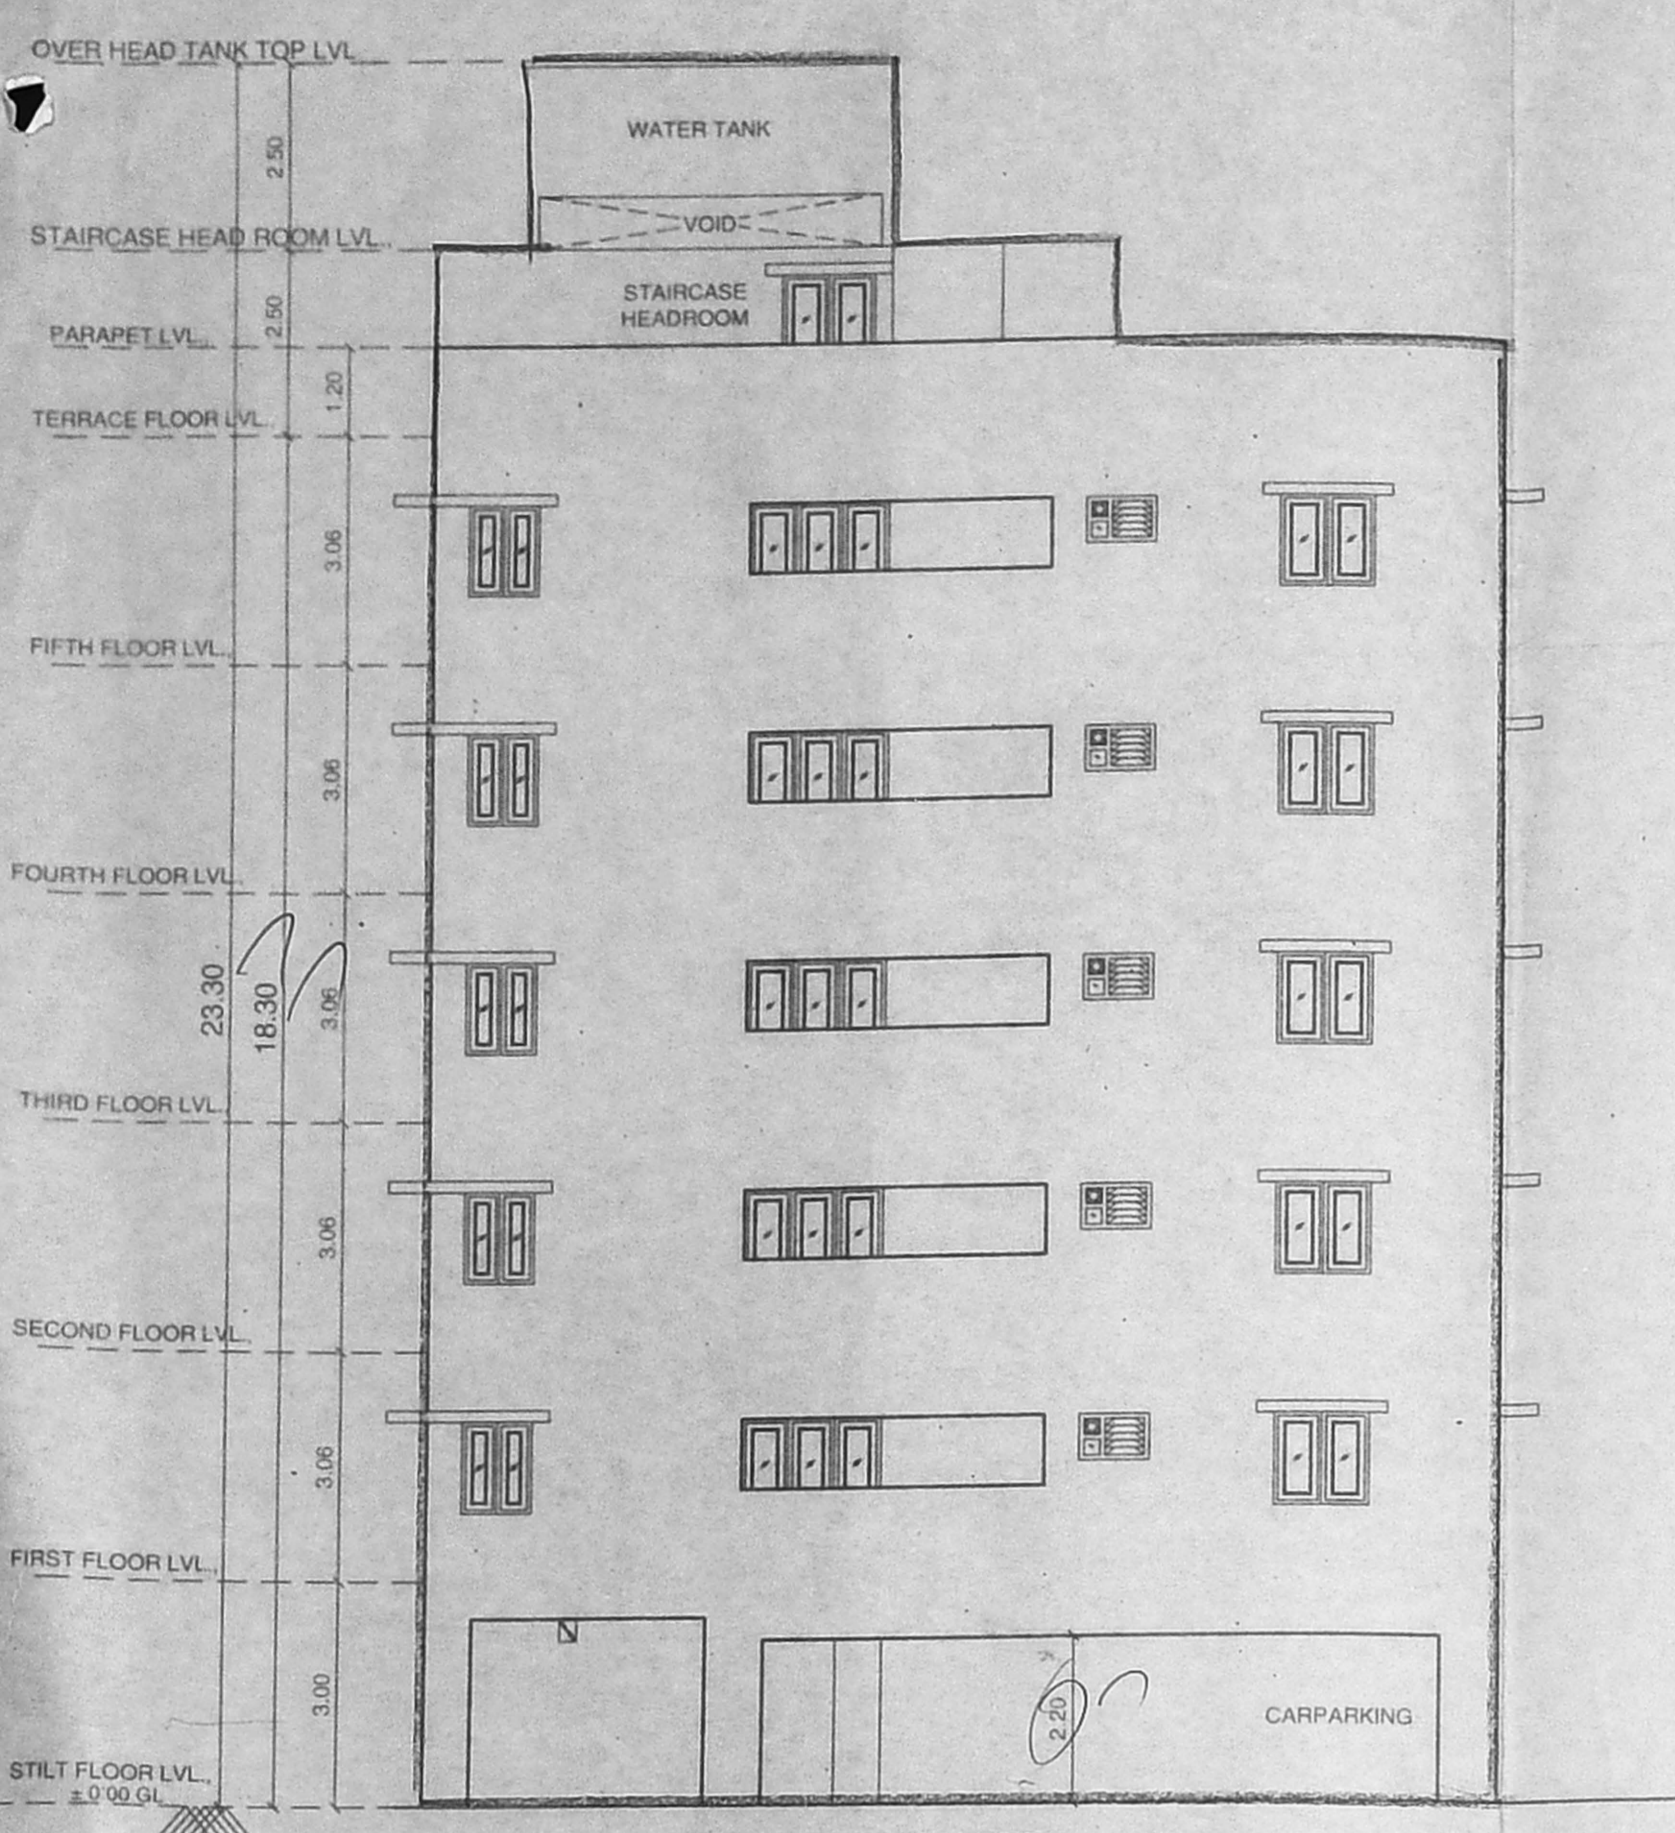 OVER HEAD TANK TOP LVL
WATER TANK
2.50
VOID
STAIRCASE HEAD ROOM LVL.,
STAIRCASE
HEADROOM
2.50
PARAPET LVL.,
1.20
TERRACE FLOOR LVL.
3.06
FIFTH FLOOR LVL.,
3.06
FOURTH FLOOR LVL.
23.30
18.30
3.06
THIRD FLOOR LVL.
3.06
SECOND FLOOR LVL.,
3.06
FIRST FLOOR LVL.,
3.00
2.20
CARPARKING
STILT FLOOR LVL.,
± 0'00 GL